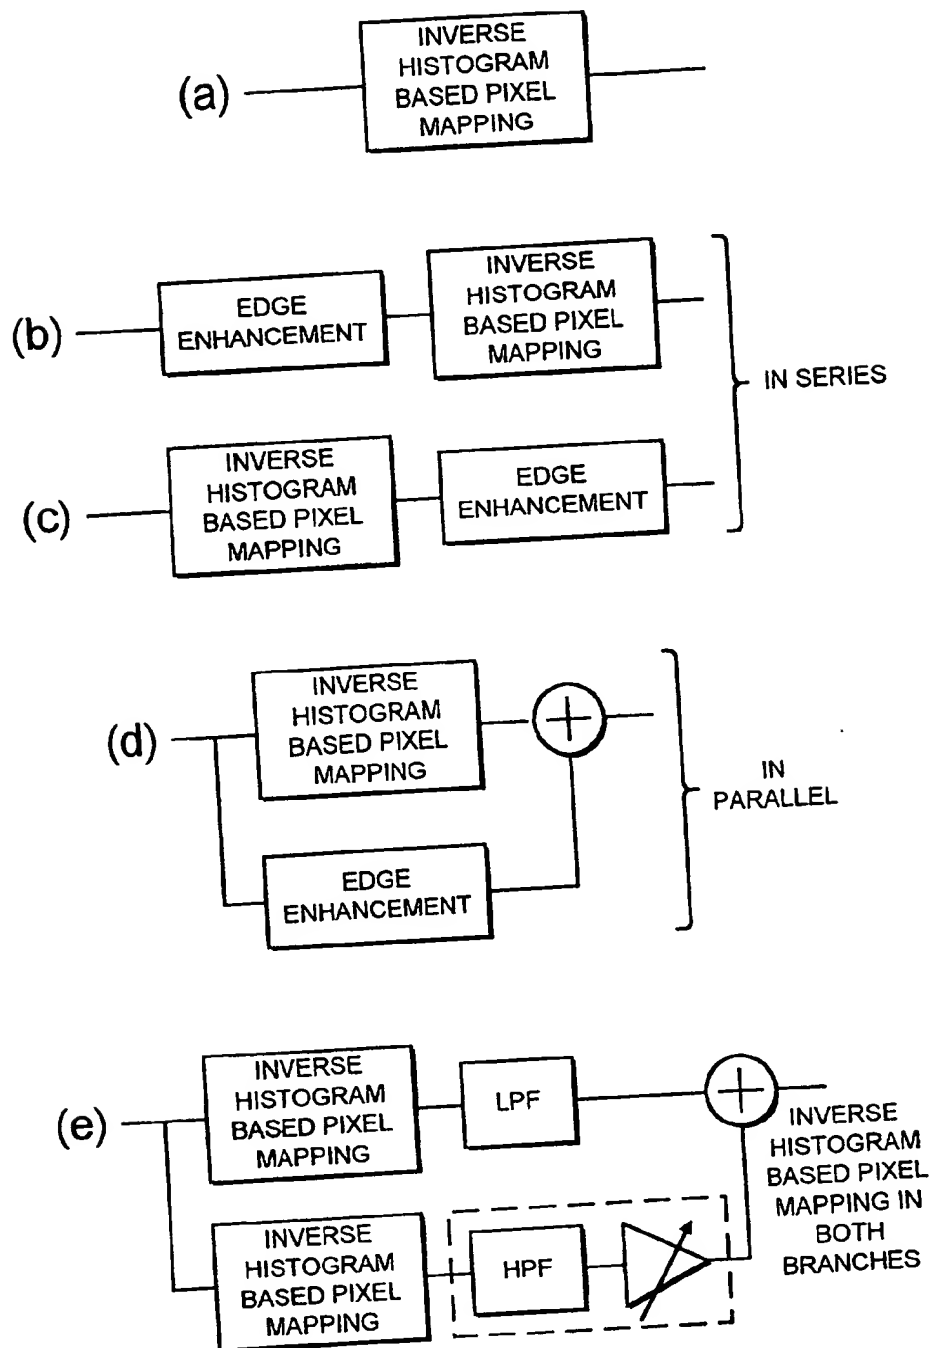 (a)
INVERSE
HISTOGRAM
BASED PIXEL
MAPPING
(b)
EDGE
ENHANCEMENT
INVERSE
HISTOGRAM
BASED PIXEL
MAPPING
(c)
INVERSE
HISTOGRAM
BASED PIXEL
MAPPING
EDGE
ENHANCEMENT
IN SERIES
(d)
INVERSE
HISTOGRAM
BASED PIXEL
MAPPING
EDGE
ENHANCEMENT
IN
PARALLEL
(e)
INVERSE
HISTOGRAM
BASED PIXEL
MAPPING
LPF
INVERSE
HISTOGRAM
BASED PIXEL
MAPPING
HPF
INVERSE
HISTOGRAM
BASED PIXEL
MAPPING IN
BOTH
BRANCHES